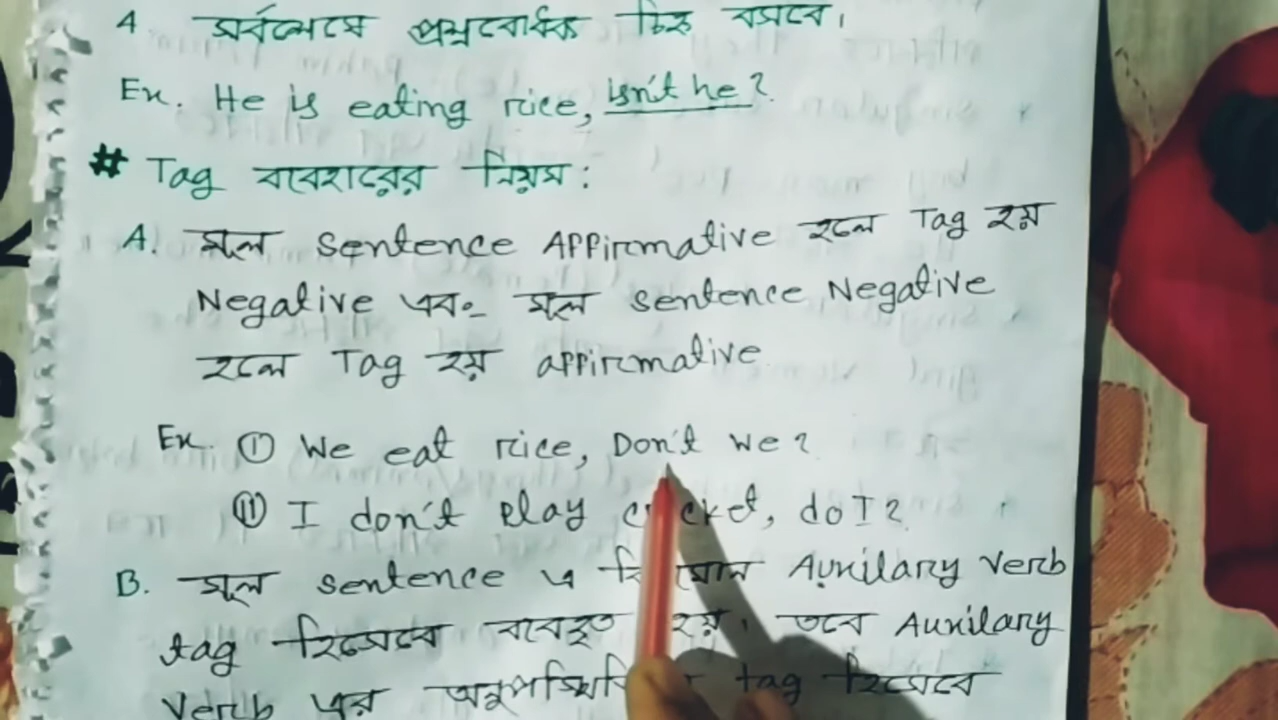 4 সর্বশেষে প্রশ্নবোধক চিহ্ন বসবে।
Ex. He is eating rice, isn't he?
# Tag ব্যবহারের নিয়ম:
A. মূল sentence Affirmative হলে Tag হয়
Negative এবং মূল sentence Negative
হলে Tag হয় affirmative
Ex. (i) We eat rice, Don't we?
(ii) I don't play cket, do I?
B. মূল sentence এ Auxilary verb
tag হিসেবে ব্যবহৃত হয়। তবে Auxilary
verb এর tag হিসেবে